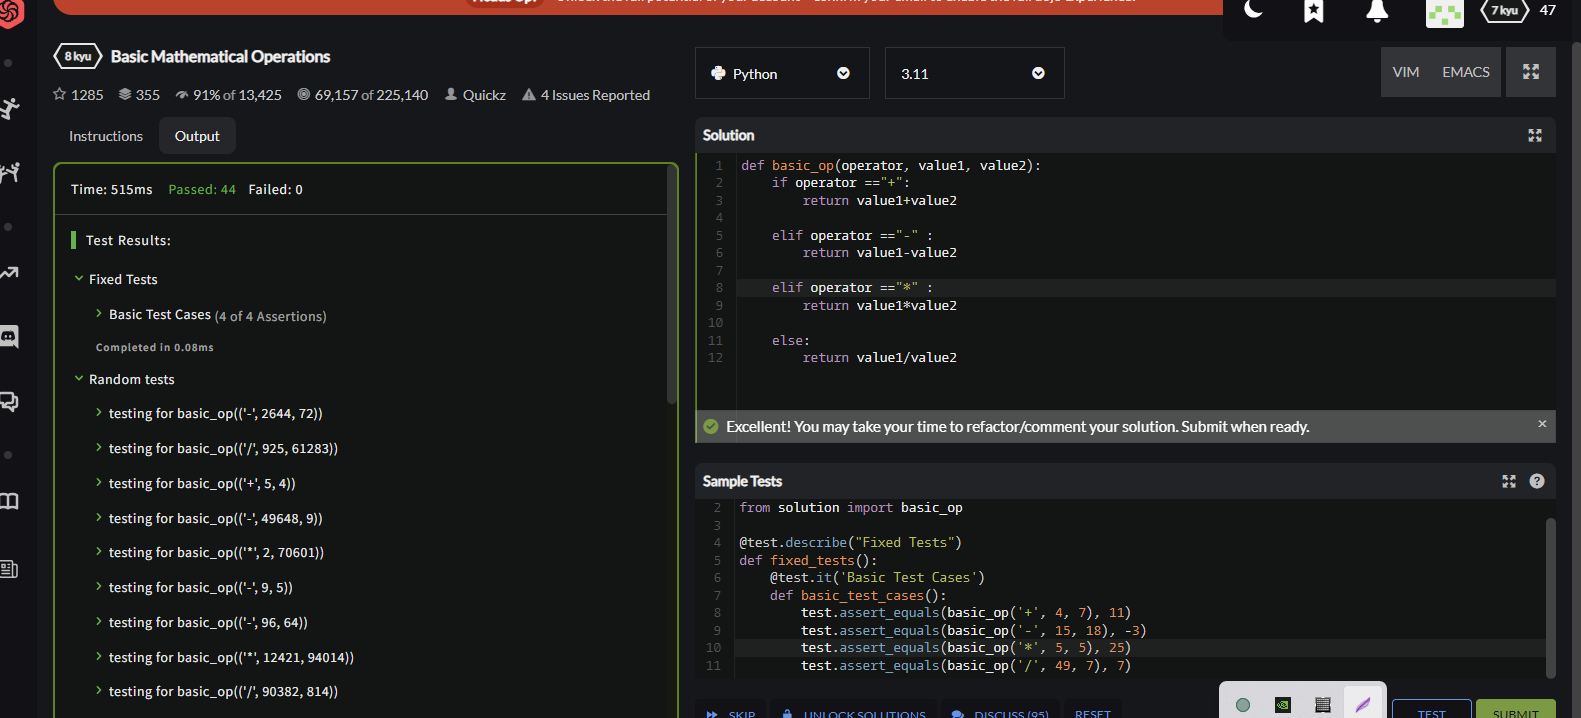 7 kyu 47
8 kyu Basic Mathematical Operations
1285 355 91% of 13,425 69,157 of 225,140 Quickz 4 Issues Reported
Instructions Output
Time: 515ms Passed: 44 Failed: 0
Test Results:
Fixed Tests
Basic Test Cases (4 of 4 Assertions)
Completed in 0.08ms
Random tests
testing for basic_op(('-', 2644, 72))
testing for basic_op(('/', 925, 61283))
testing for basic_op(('+', 5, 4))
testing for basic_op(('-', 49648, 9))
testing for basic_op(('*', 2, 70601))
testing for basic_op(('-', 9, 5))
testing for basic_op(('-', 96, 64))
testing for basic_op(('*', 12421, 94014))
testing for basic_op(('/', 90382, 814))
Python 3.11 VIM EMACS
Solution
1 def basic_op(operator, value1, value2):
2 if operator =="+":
3 return value1+value2
4
5 elif operator =="-" :
6 return value1-value2
7
8 elif operator =="*" :
9 return value1*value2
10
11 else:
12 return value1/value2
Excellent! You may take your time to refactor/comment your solution. Submit when ready.
Sample Tests
2 from solution import basic_op
3
4 @test.describe("Fixed Tests")
5 def fixed_tests():
6 @test.it('Basic Test Cases')
7 def basic_test_cases():
8 test.assert_equals(basic_op('+', 4, 7), 11)
9 test.assert_equals(basic_op('-', 15, 18), -3)
10 test.assert_equals(basic_op('*', 5, 5), 25)
11 test.assert_equals(basic_op('/', 49, 7), 7)
SKIP UNLOCK SOLUTIONS DISCUSS (95) RESET TEST SUBMIT